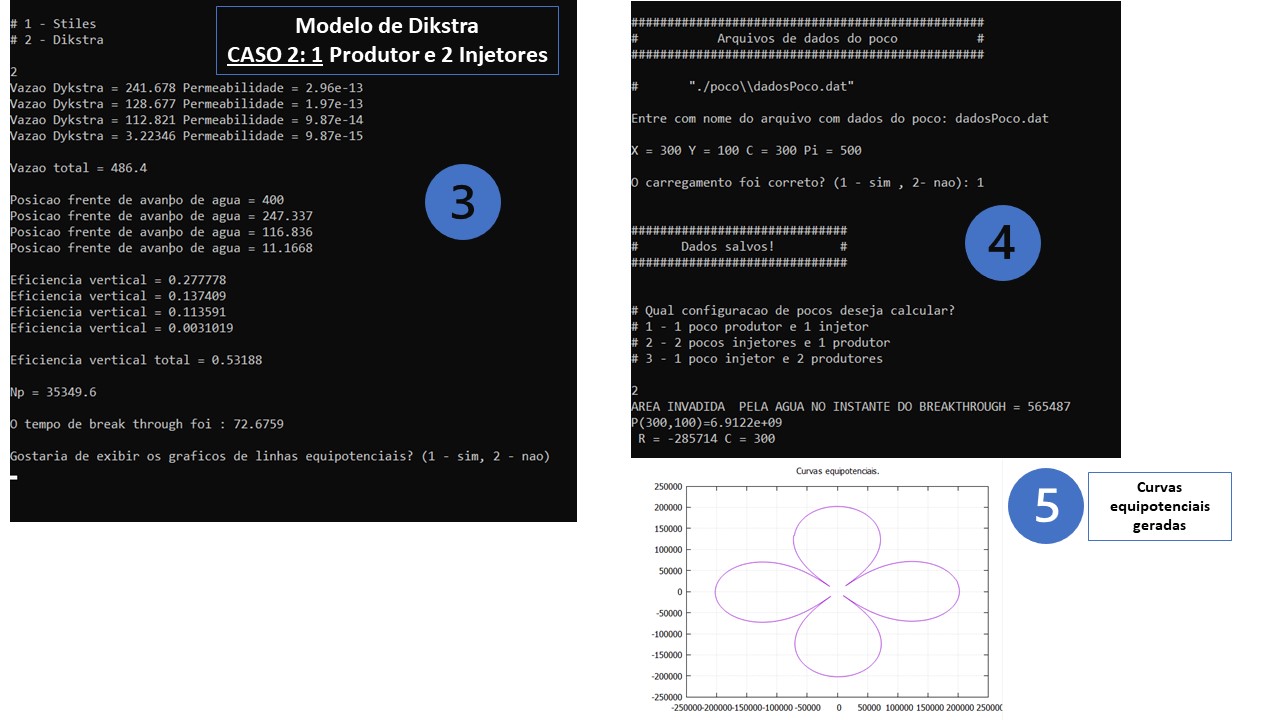 # 1 - Stiles
# 2 - Dikstra
Modelo de Dikstra
CASO 2: 1 Produtor e 2 Injetores
2
Vazao Dykstra = 241.678 Permeabilidade = 2.96e-13
Vazao Dykstra = 128.677 Permeabilidade = 1.97e-13
Vazao Dykstra = 112.821 Permeabilidade = 9.87e-14
Vazao Dykstra = 3.22346 Permeabilidade = 9.87e-15
Vazao total = 486.4
Posicao frente de avanþo de agua = 400
Posicao frente de avanþo de agua = 247.337
Posicao frente de avanþo de agua = 116.836
Posicao frente de avanþo de agua = 11.1668
3
Eficiencia vertical = 0.277778
Eficiencia vertical = 0.137409
Eficiencia vertical = 0.113591
Eficiencia vertical = 0.0031019
Eficiencia vertical total = 0.53188
Np = 35349.6
O tempo de break through foi : 72.6759
Gostaria de exibir os graficos de linhas equipotenciais? (1 - sim, 2 - nao)
#################################################
# Arquivos de dados do poco #
#################################################
# "./poco\\dadosPoco.dat"
Entre com nome do arquivo com dados do poco: dadosPoco.dat
X = 300 Y = 100 C = 300 Pi = 500
O carregamento foi correto? (1 - sim , 2- nao): 1
##############################
# Dados salvos! #
##############################
4
# Qual configuracao de pocos deseja calcular?
# 1 - 1 poco produtor e 1 injetor
# 2 - 2 pocos injetores e 1 produtor
# 3 - 1 poco injetor e 2 produtores
2
AREA INVADIDA  PELA AGUA NO INSTANTE DO BREAKTHROUGH = 565487
P(300,100)=6.9122e+09
R = -285714 C = 300
Curvas equipotenciais.
250000
200000
150000
100000
50000
0
-50000
-100000
-150000
-200000
-250000
-250000-200000-150000-100000 -50000 0 50000 100000 150000 200000 250000
5
Curvas
equipotenciais
geradas